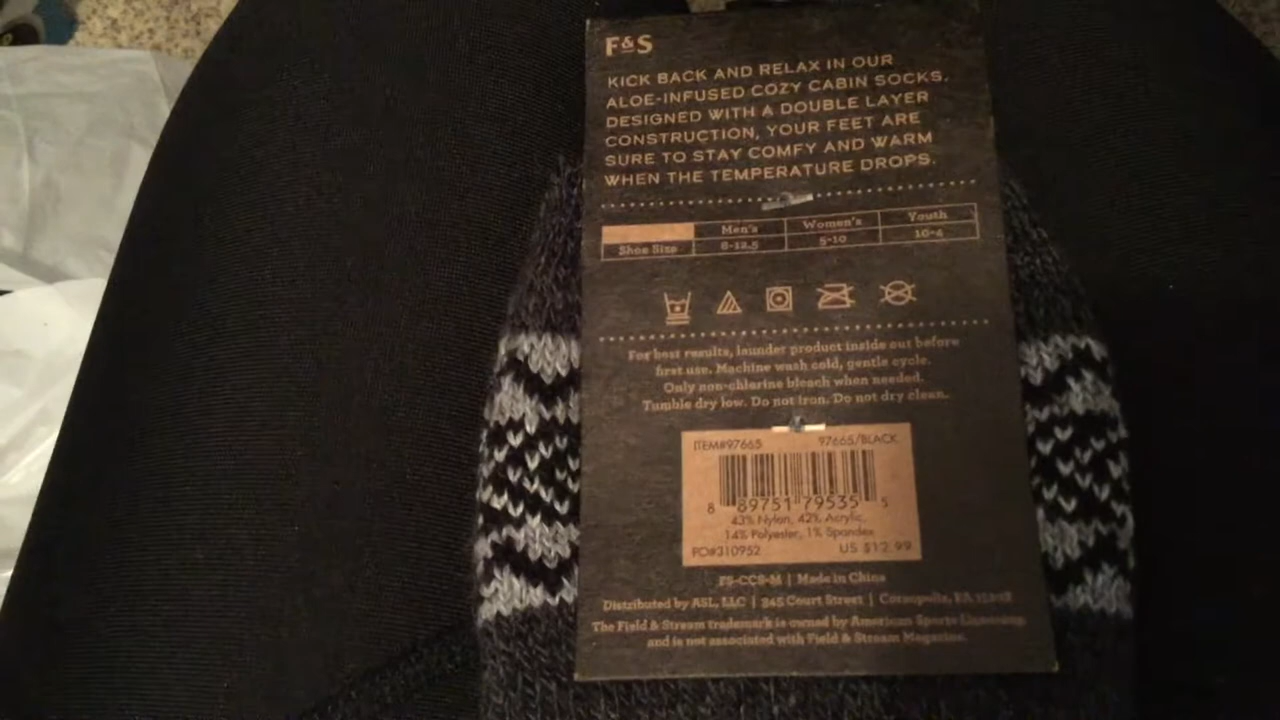 F&S
KICK BACK AND RELAX IN OUR
ALOE-INFUSED COZY CABIN SOCKS.
DESIGNED WITH A DOUBLE LAYER
CONSTRUCTION, YOUR FEET ARE
SURE TO STAY COMFY AND WARM
WHEN THE TEMPERATURE DROPS.
Men's Women's Youth
Shoe Size 8-12.5 5-10 10-4
For best results, launder product inside out before
first use. Machine wash cold, gentle cycle.
Only non-chlorine bleach when needed.
Tumble dry low. Do not iron. Do not dry clean.
ITEM#97665 97665/BLACK
8 89751 79535 5
43% Nylon, 42% Acrylic,
14% Polyester, 1% Spandex
PO#310952 US $12.99
FS-CCS-M | Made in China
Distributed by ASL, LLC | 345 Court Street | Coraopolis, PA
The Field & Stream trademark is owned by American Sports Licensing,
and is not associated with Field & Stream Magazine.